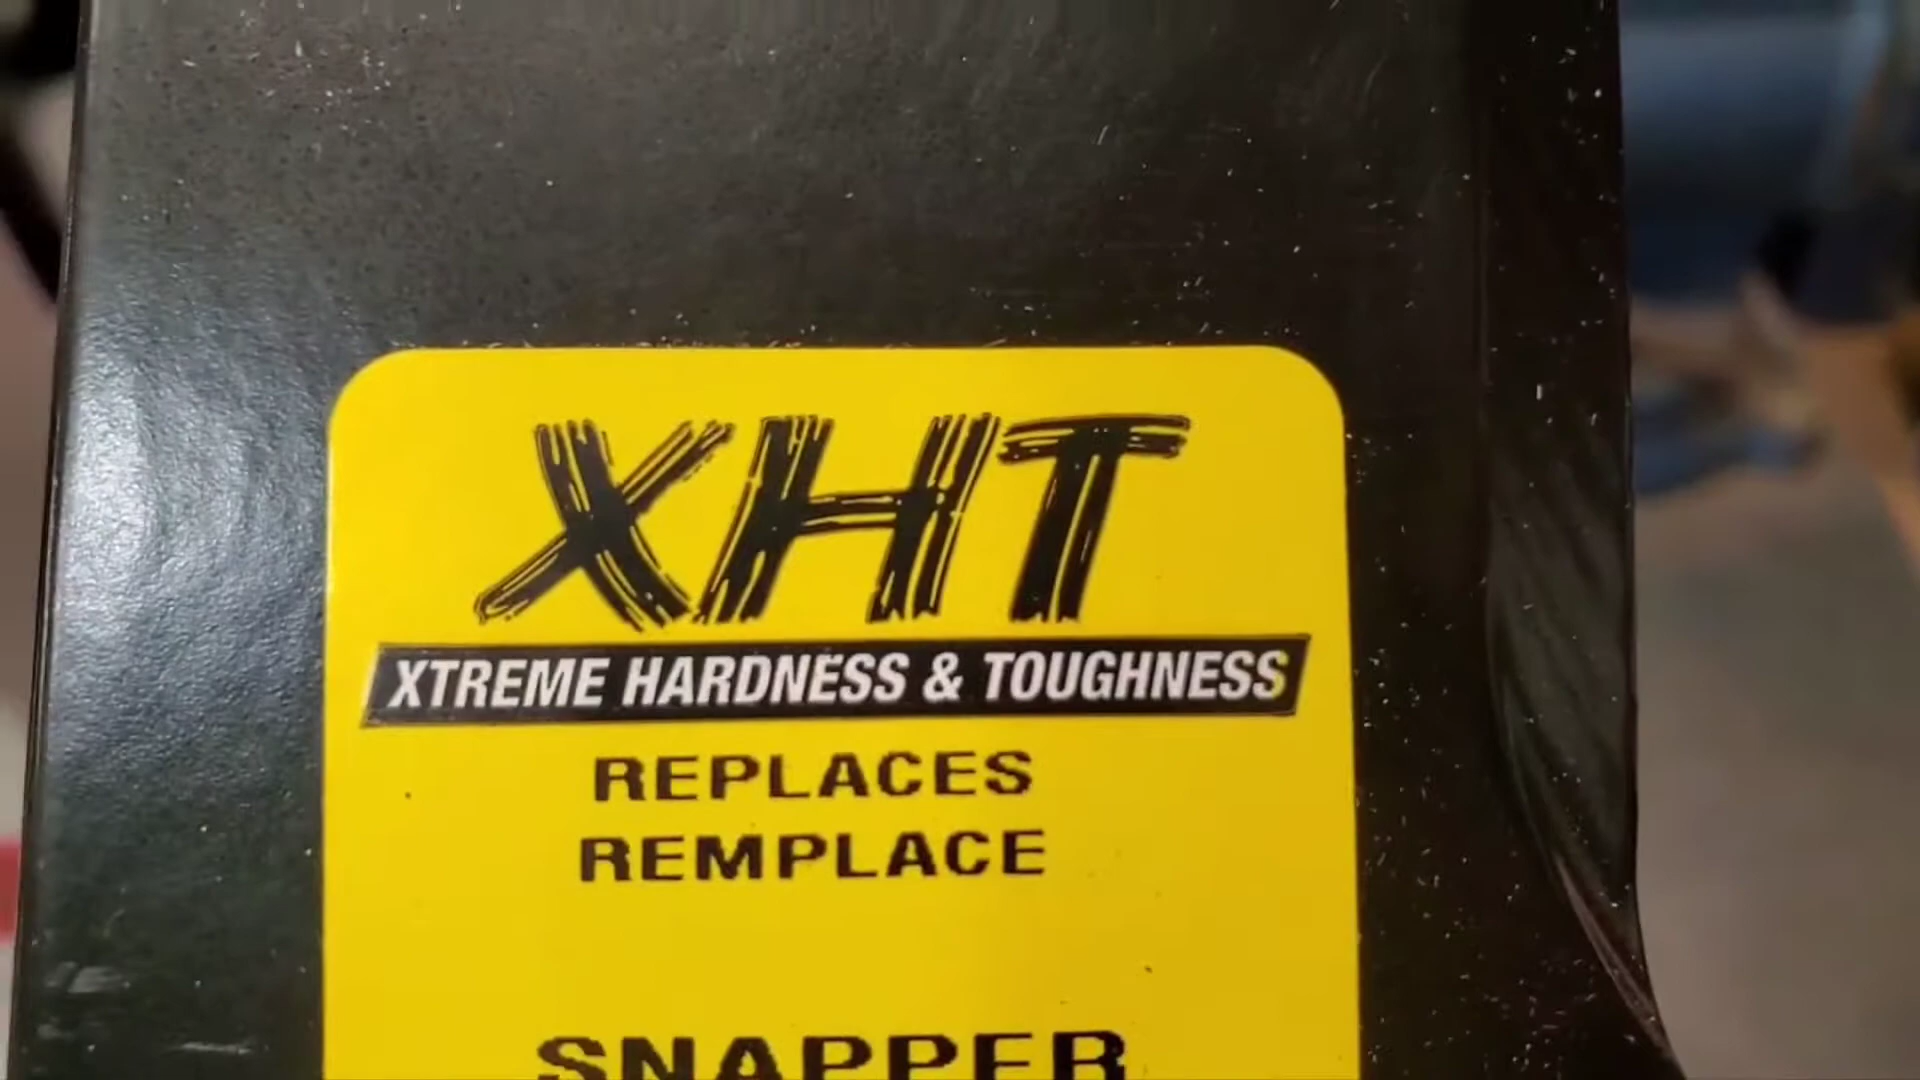 XHT
XTREME HARDNESS & TOUGHNESS
REPLACES
REMPLACE
SNAPPER